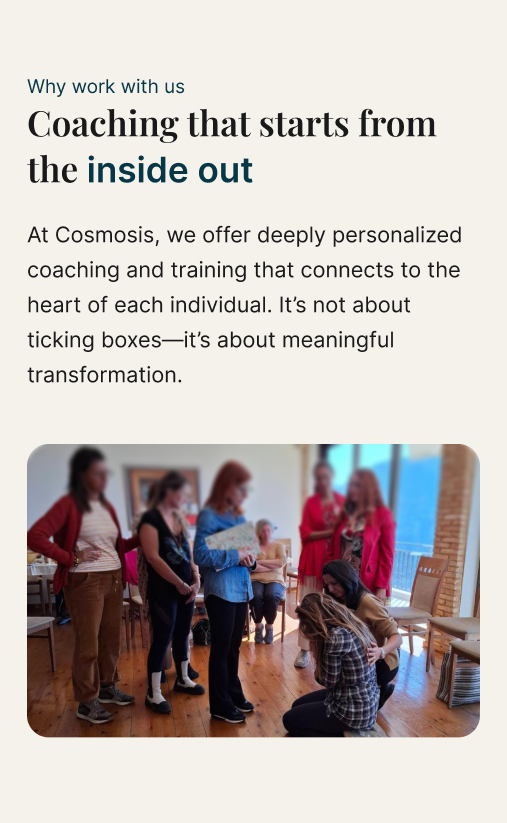 Why work with us
Coaching that starts from
the inside out
At Cosmosis, we offer deeply personalized
coaching and training that connects to the
heart of each individual. It’s not about
ticking boxes—it’s about meaningful
transformation.